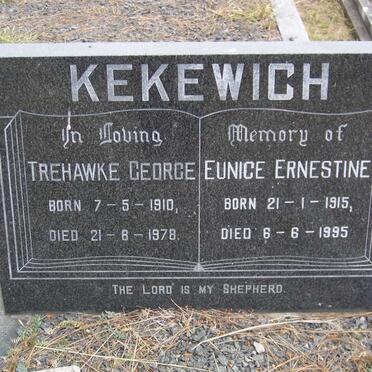 KEKEWICH
In Loving Memory of
TREHAWKE GEORGE EUNICE ERNESTINE
BORN 7-5-1910, BORN 21-1-1915,
DIED 21-8-1978. DIED 6-6-1995
THE LORD IS MY SHEPHERD.